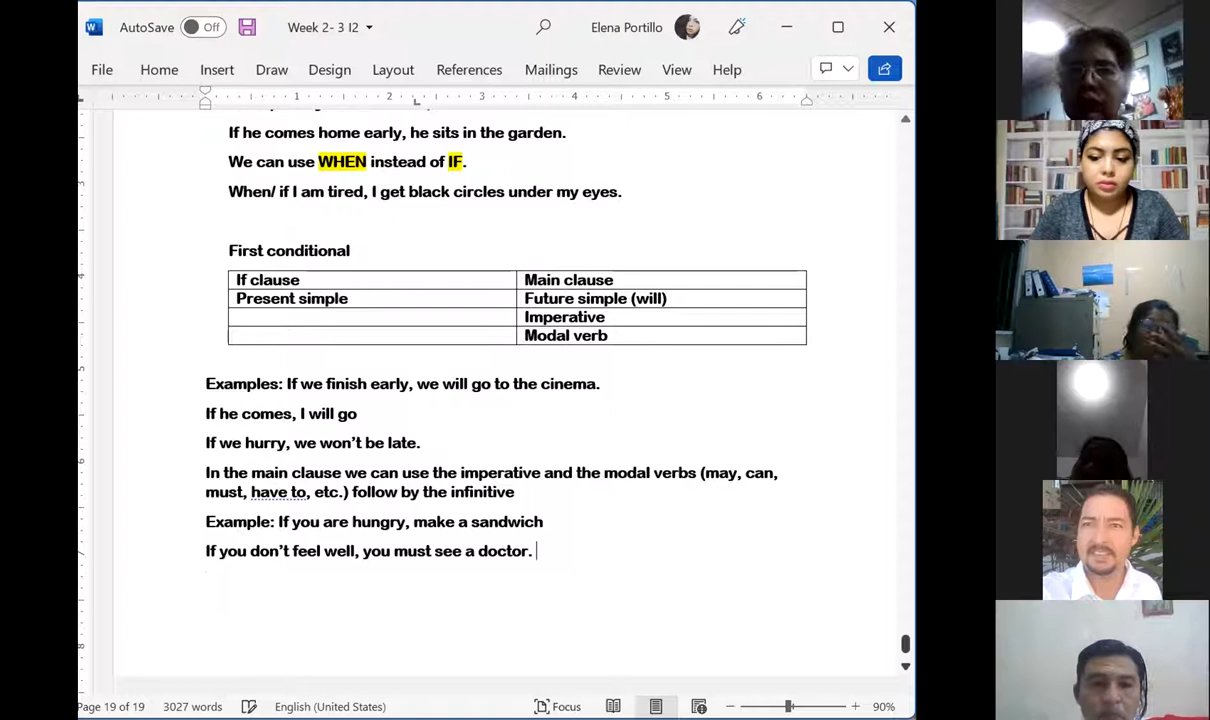 AutoSave Off Week 2- 3 I2 Elena Portillo
File Home Insert Draw Design Layout References Mailings Review View Help
1 2 3 4 5 6
If he comes home early, he sits in the garden.
We can use WHEN instead of IF.
When/ if I am tired, I get black circles under my eyes.
First conditional
If clause Main clause
Present simple Future simple (will)
Imperative
Modal verb
Examples: If we finish early, we will go to the cinema.
If he comes, I will go
If we hurry, we won't be late.
In the main clause we can use the imperative and the modal verbs (may, can,
must, have to, etc.) follow by the infinitive
Example: If you are hungry, make a sandwich
If you don't feel well, you must see a doctor.
Page 19 of 19 3027 words English (United States) Focus 90%